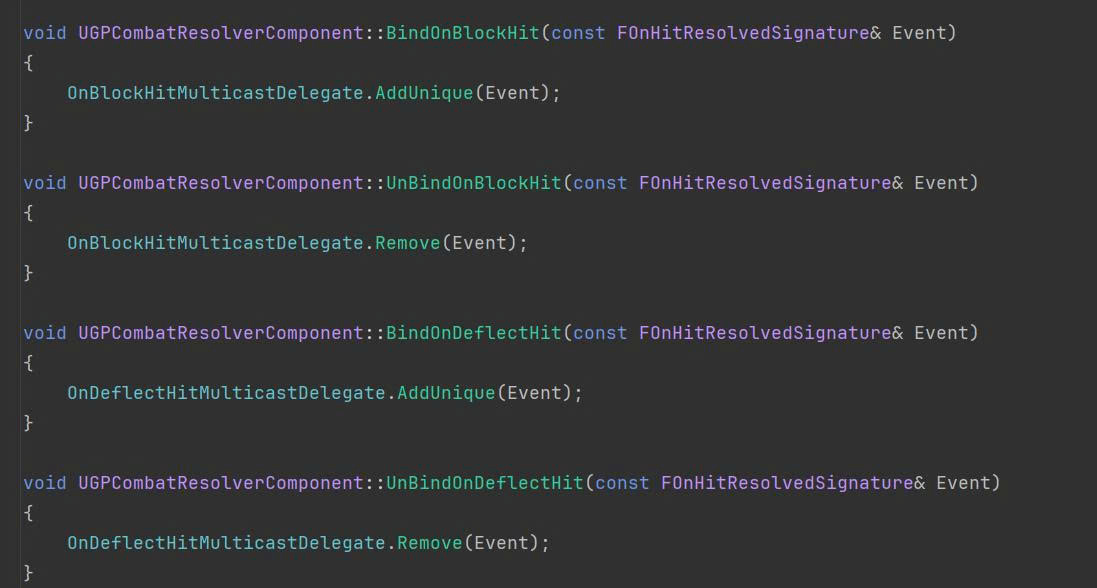 void UGPCombatResolverComponent::BindOnBlockHit(const FOnHitResolvedSignature& Event)
{
    OnBlockHitMulticastDelegate.AddUnique(Event);
}

void UGPCombatResolverComponent::UnBindOnBlockHit(const FOnHitResolvedSignature& Event)
{
    OnBlockHitMulticastDelegate.Remove(Event);
}

void UGPCombatResolverComponent::BindOnDeflectHit(const FOnHitResolvedSignature& Event)
{
    OnDeflectHitMulticastDelegate.AddUnique(Event);
}

void UGPCombatResolverComponent::UnBindOnDeflectHit(const FOnHitResolvedSignature& Event)
{
    OnDeflectHitMulticastDelegate.Remove(Event);
}